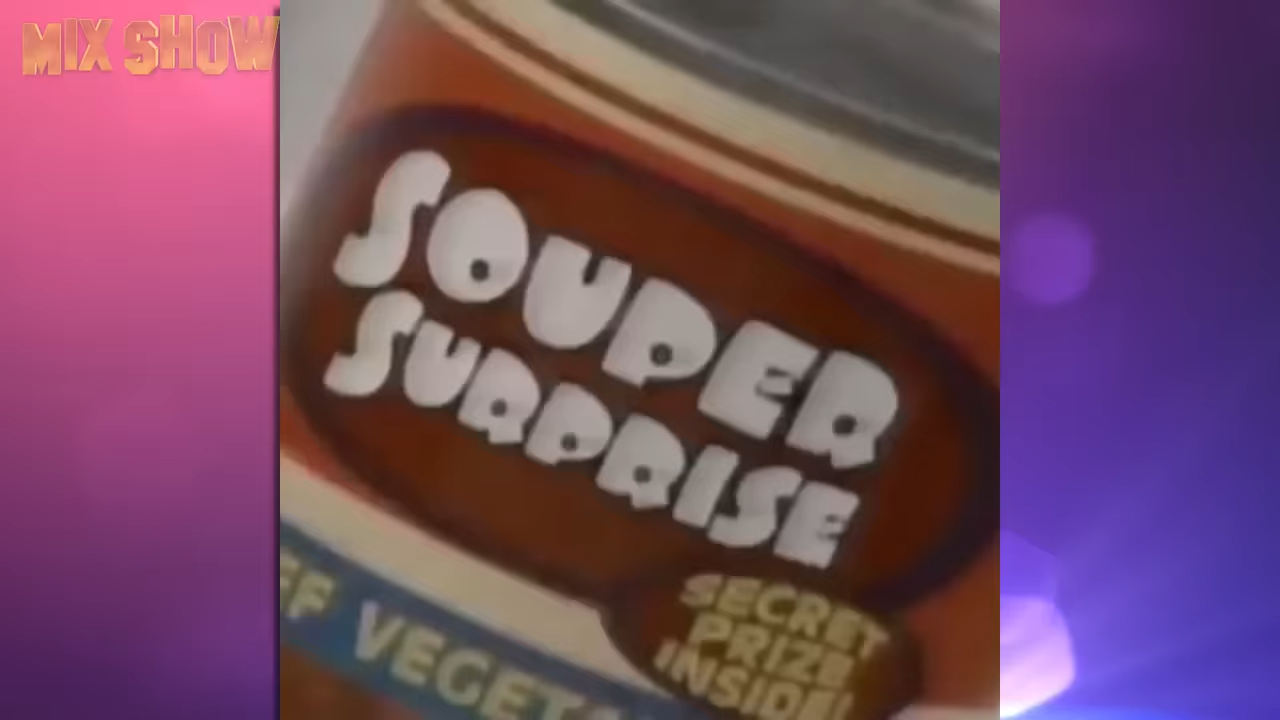 MIX SHOW
SOUPER
SURPRISE
SECRET
PRIZE
INSIDE!